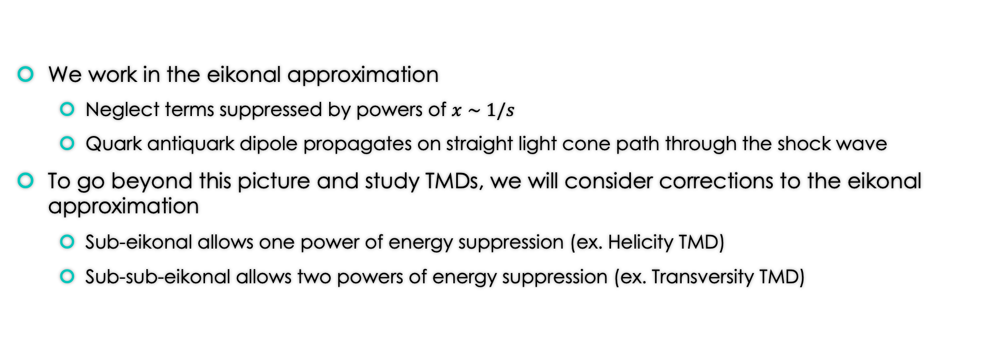 We work in the eikonal approximation
Neglect terms suppressed by powers of x ~ 1/s
Quark antiquark dipole propagates on straight light cone path through the shock wave
To go beyond this picture and study TMDs, we will consider corrections to the eikonal
approximation
Sub-eikonal allows one power of energy suppression (ex. Helicity TMD)
Sub-sub-eikonal allows two powers of energy suppression (ex. Transversity TMD)